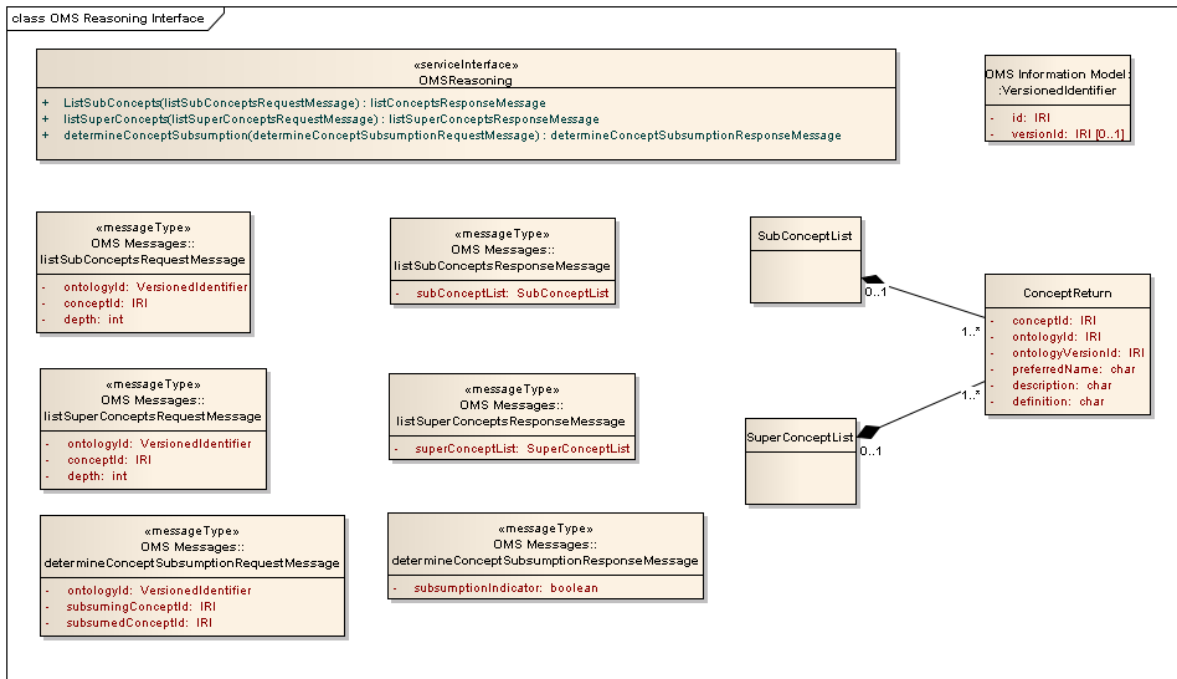 class OMS Reasoning Interface
«serviceInterface»
OMSReasoning
+ ListSubConcepts(listSubConceptsRequestMessage) : listConceptsResponseMessage
+ listSuperConcepts(listSuperConceptsRequestMessage) : listSuperConceptsResponseMessage
+ determineConceptSubsumption(determineConceptSubsumptionRequestMessage) : determineConceptSubsumptionResponseMessage
OMS Information Model:
:VersionedIdentifier
- id: IRI
- versionId: IRI [0..1]
«messageType»
OMS Messages::
listSubConceptsRequestMessage
- ontologyId: VersionedIdentifier
- conceptId: IRI
- depth: int
«messageType»
OMS Messages::
listSubConceptsResponseMessage
- subConceptList: SubConceptList
SubConceptList
0..1
1..*
ConceptReturn
- conceptId: IRI
- ontologyId: IRI
- ontologyVersionId: IRI
- preferredName: char
- description: char
- definition: char
«messageType»
OMS Messages::
listSuperConceptsRequestMessage
- ontologyId: VersionedIdentifier
- conceptId: IRI
- depth: int
«messageType»
OMS Messages::
listSuperConceptsResponseMessage
- superConceptList: SuperConceptList
1..*
SuperConceptList
0..1
«messageType»
OMS Messages::
determineConceptSubsumptionRequestMessage
- ontologyId: VersionedIdentifier
- subsumingConceptId: IRI
- subsumedConceptId: IRI
«messageType»
OMS Messages::
determineConceptSubsumptionResponseMessage
- subsumptionIndicator: boolean